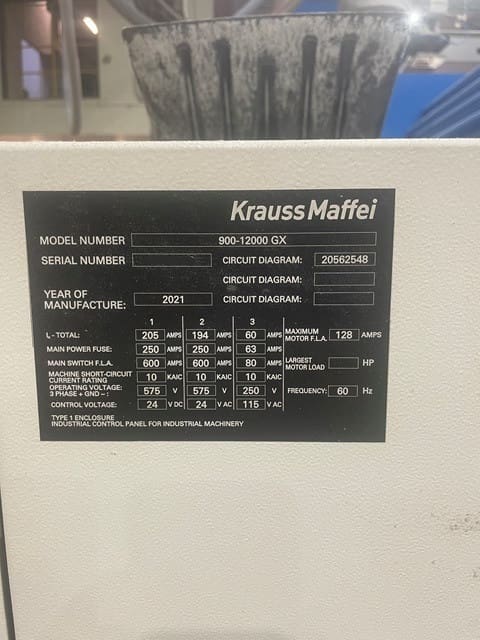 Krauss Maffei
MODEL NUMBER 900-12000 GX
SERIAL NUMBER CIRCUIT DIAGRAM: 20562548
CIRCUIT DIAGRAM:
YEAR OF MANUFACTURE: 2021 CIRCUIT DIAGRAM:
1 2 3
I- TOTAL: 205 AMPS 194 AMPS 60 AMPS MAXIMUM MOTOR F.L.A. 128 AMPS
MAIN POWER FUSE: 250 AMPS 250 AMPS 63 AMPS
MAIN SWITCH F.L.A. 600 AMPS 600 AMPS 80 AMPS LARGEST MOTOR LOAD HP
MACHINE SHORT-CIRCUIT CURRENT RATING 10 KAIC 10 KAIC 10 KAIC
OPERATING VOLTAGE: 3 PHASE + GND ~ : 575 V 575 V 250 V FREQUENCY: 60 Hz
CONTROL VOLTAGE: 24 V DC 24 V AC 115 V AC
TYPE 1 ENCLOSURE
INDUSTRIAL CONTROL PANEL FOR INDUSTRIAL MACHINERY